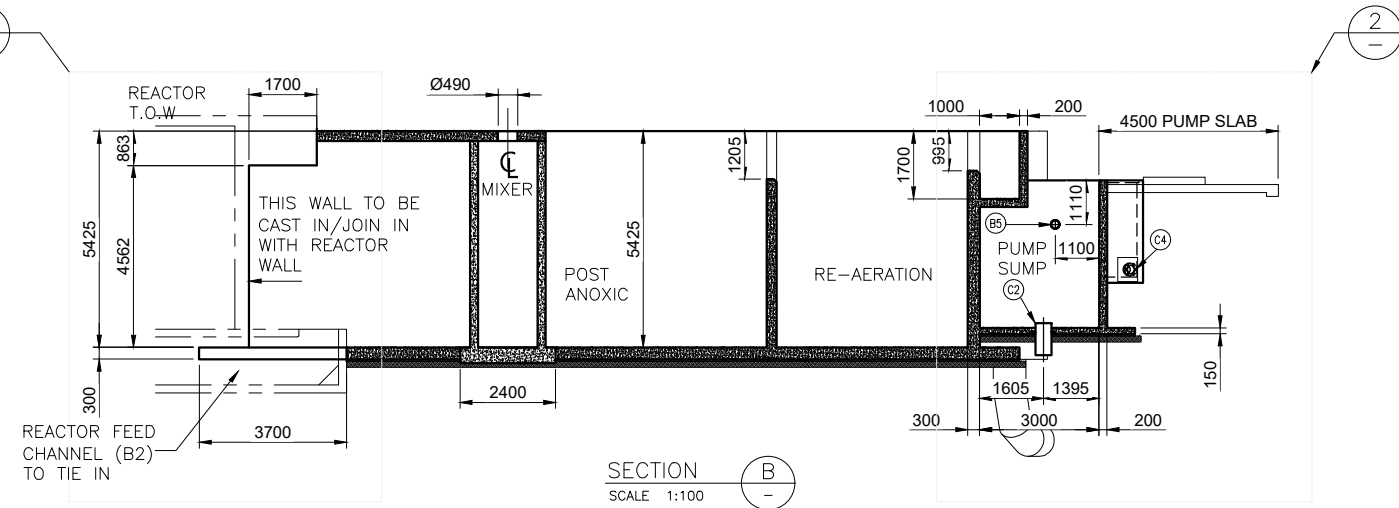 2
–
REACTOR
T.O.W
1700
Ø490
1000
200
4500 PUMP SLAB
863
5425
4562
1205
1700
995
1110
5425
℄
MIXER
THIS WALL TO BE
CAST IN/JOIN IN
WITH REACTOR
WALL
B5
C4
1100
POST
ANOXIC
RE-AERATION
PUMP
SUMP
C2
300
150
2400
1605
1395
3700
300
3000
200
REACTOR FEED
CHANNEL (B2)
TO TIE IN
SECTION
B
SCALE 1:100
–